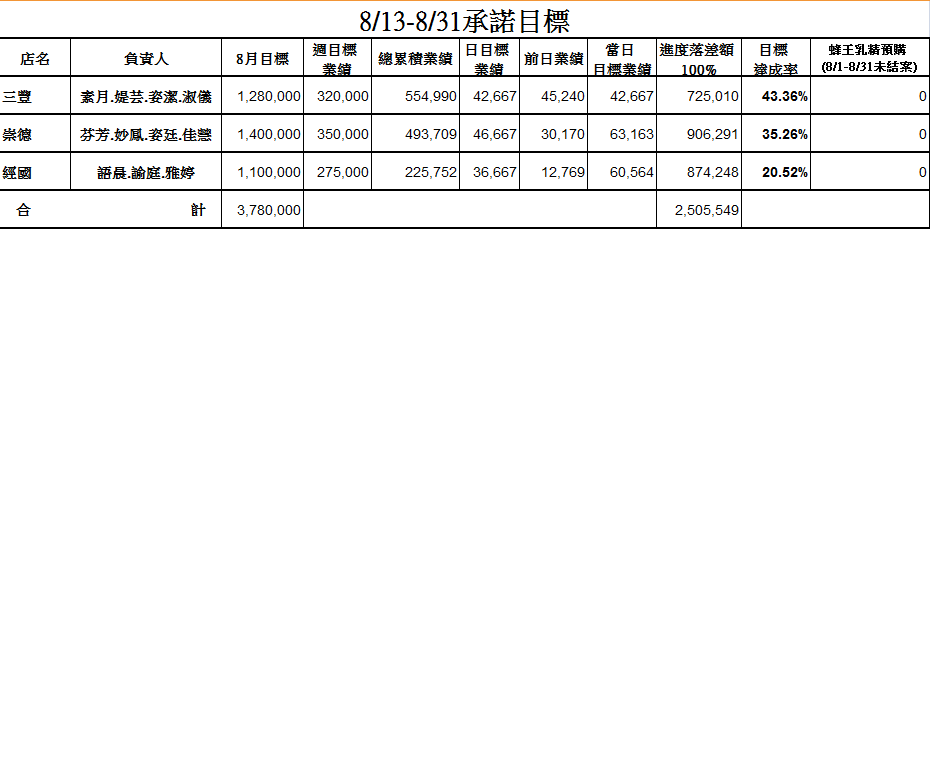 8/13-8/31承諾目標
店名 負責人 8月目標 週目標業績 總累積業績 日目標業績 前日業績 當日目標業績 進度落差額100% 目標達成率 蜂王乳精預購(8/1-8/31未結案)
三豐 素月.媞芸.姿潔.淑儀 1,280,000 320,000 554,990 42,667 45,240 42,667 725,010 43.36% 0
崇德 芬芳.妙鳳.姿廷.佳慧 1,400,000 350,000 493,709 46,667 30,170 63,163 906,291 35.26% 0
經國 語晨.諭庭.雅婷 1,100,000 275,000 225,752 36,667 12,769 60,564 874,248 20.52% 0
合 計 3,780,000 2,505,549